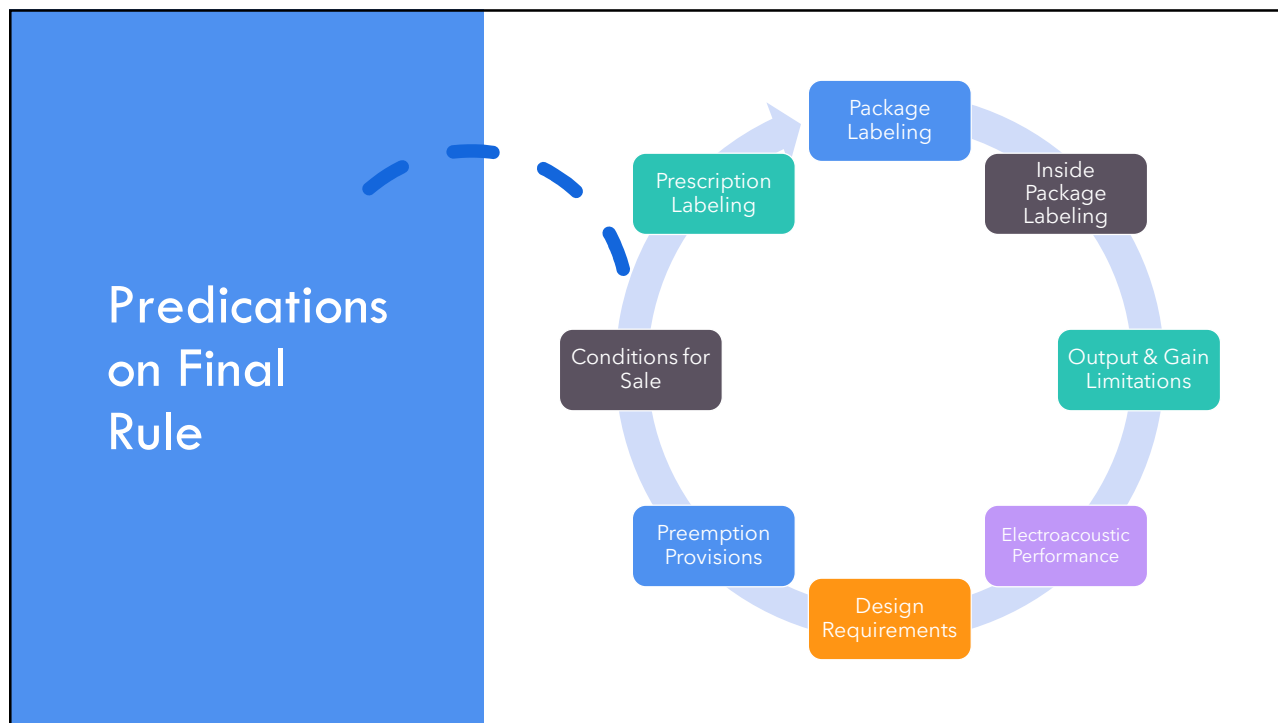 Predications
on Final
Rule
Package
Labeling
Inside
Package
Labeling
Output & Gain
Limitations
Electroacoustic
Performance
Design
Requirements
Preemption
Provisions
Conditions for
Sale
Prescription
Labeling